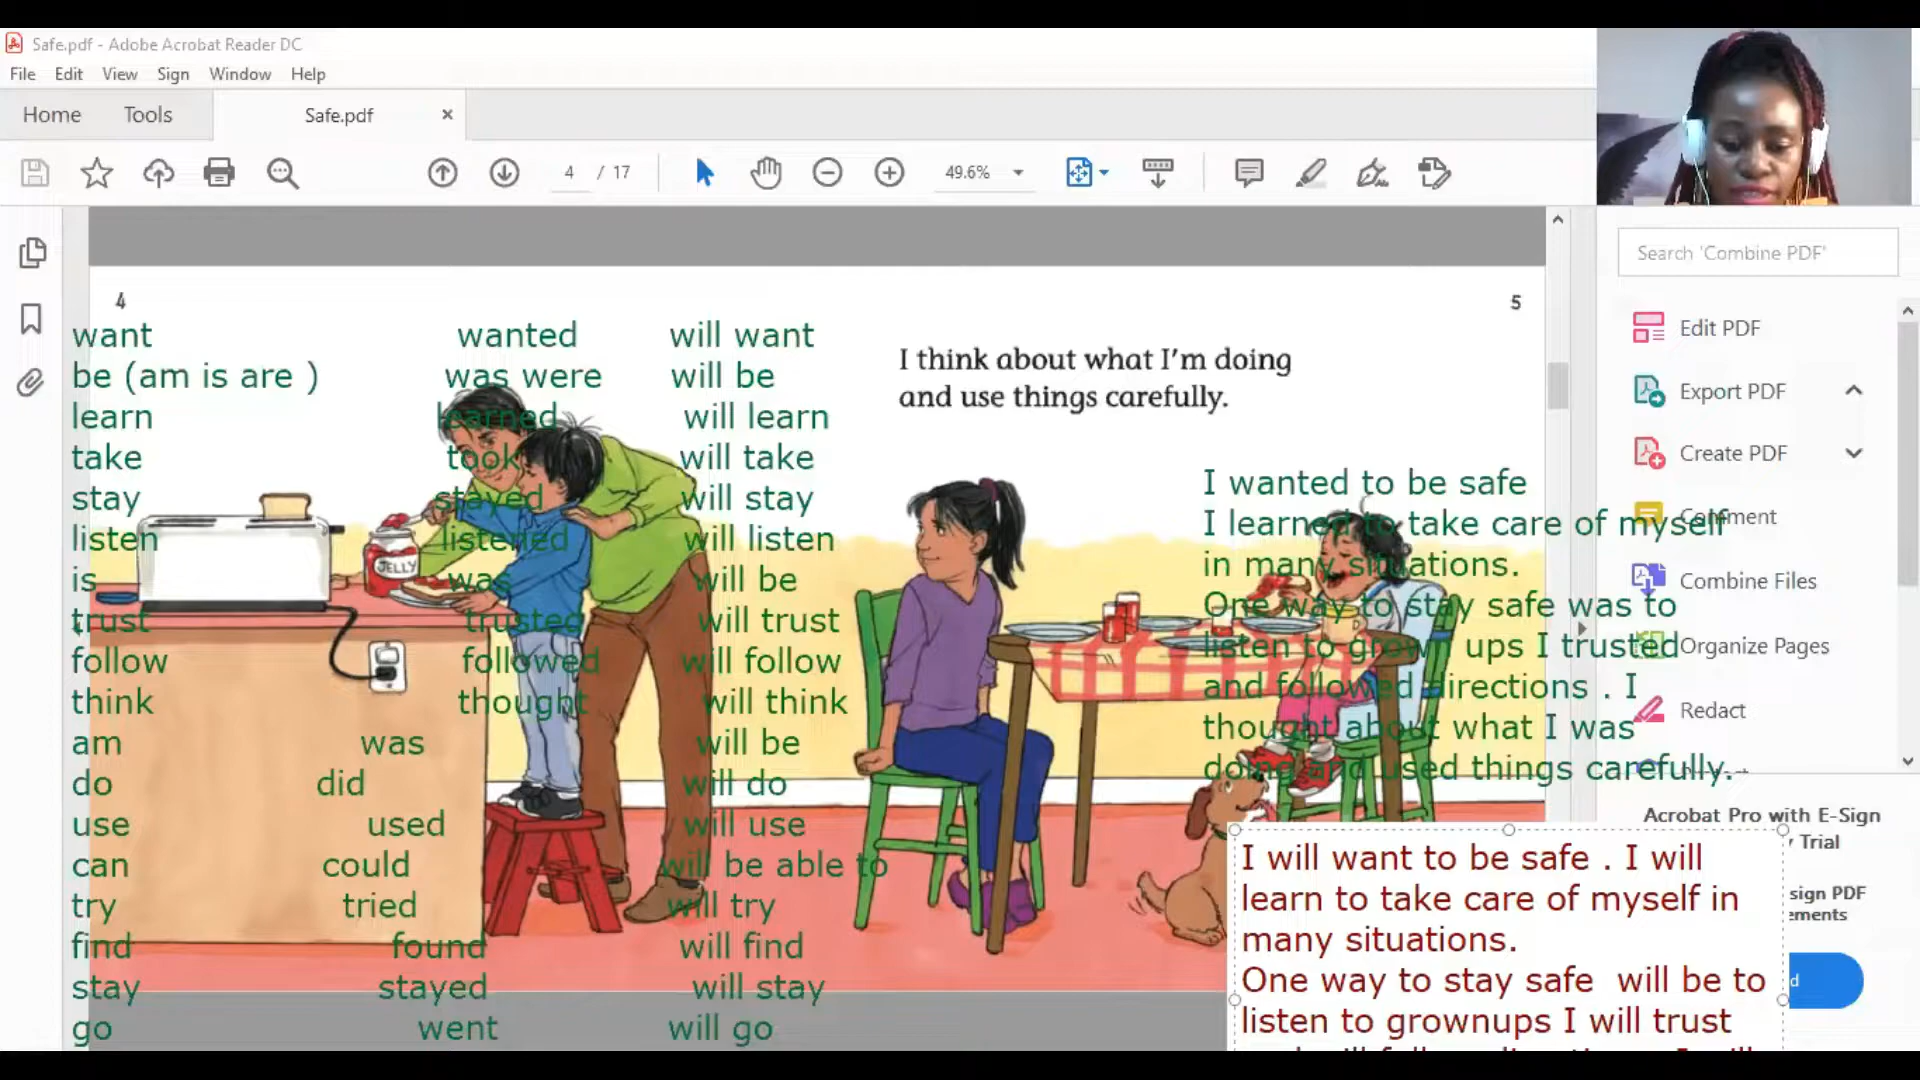 Safe.pdf - Adobe Acrobat Reader DC
File Edit View Sign Window Help
Home Tools Safe.pdf ×
4 / 17 49.6%
Search 'Combine PDF'
Edit PDF
Export PDF
Create PDF
Comment
Combine Files
Organize Pages
Redact
Acrobat Pro with E-Sign
Trial
sign PDF
ements
d
4
5
I think about what I'm doing
and use things carefully.
JELLY
want wanted will want
be (am is are ) was were will be
learn learned will learn
take took will take
stay stayed will stay
listen listened will listen
is was will be
trust trusted will trust
follow followed will follow
think thought will think
am was will be
do did will do
use used will use
can could will be able to
try tried will try
find found will find
stay stayed will stay
go went will go
I wanted to be safe
I learned to take care of myself
in many situations.
One way to stay safe was to
listen to grown ups I trusted
and followed directions . I
thought about what I was
doing and used things carefully.
I will want to be safe . I will
learn to take care of myself in
many situations.
One way to stay safe will be to
listen to grownups I will trust